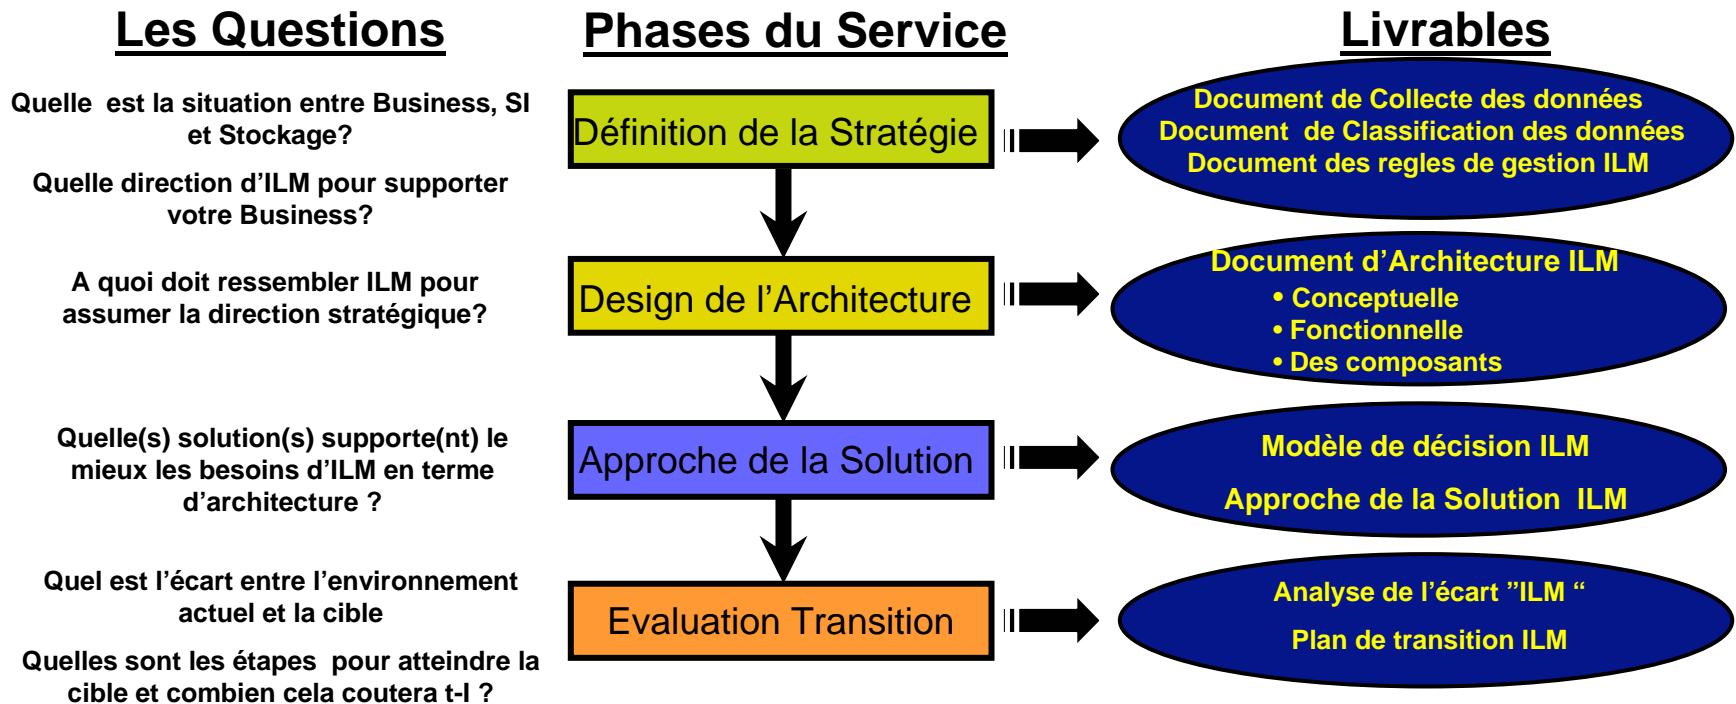 Les Questions
Quelle est la situation entre Business, SI
et Stockage?
Quelle direction d’ILM pour supporter
votre Business?
A quoi doit ressembler ILM pour
assumer la direction stratégique?
Quelle(s) solution(s) supporte(nt) le
mieux les besoins d’ILM en terme
d’architecture ?
Quel est l’écart entre l’environnement
actuel et la cible
Quelles sont les étapes pour atteindre la
cible et combien cela coutera t-I ?
Phases du Service
Définition de la Stratégie
Design de l’Architecture
Approche de la Solution
Evaluation Transition
Livrables
Document de Collecte des données
Document de Classification des données
Document des regles de gestion ILM
Document d’Architecture ILM
• Conceptuelle
• Fonctionnelle
• Des composants
Modèle de décision ILM
Approche de la Solution ILM
Analyse de l’écart ”ILM “
Plan de transition ILM